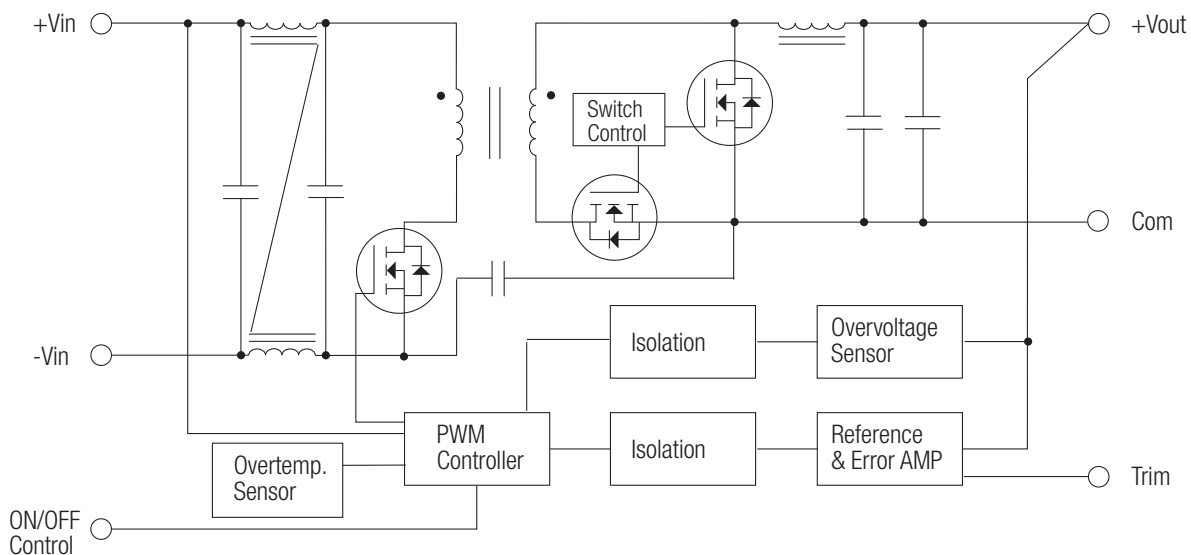 +Vin
+Vout
Switch
Control
Com
-Vin
Isolation
Overvoltage
Sensor
PWM
Controller
Isolation
Reference
& Error AMP
Overtemp.
Sensor
Trim
ON/OFF
Control